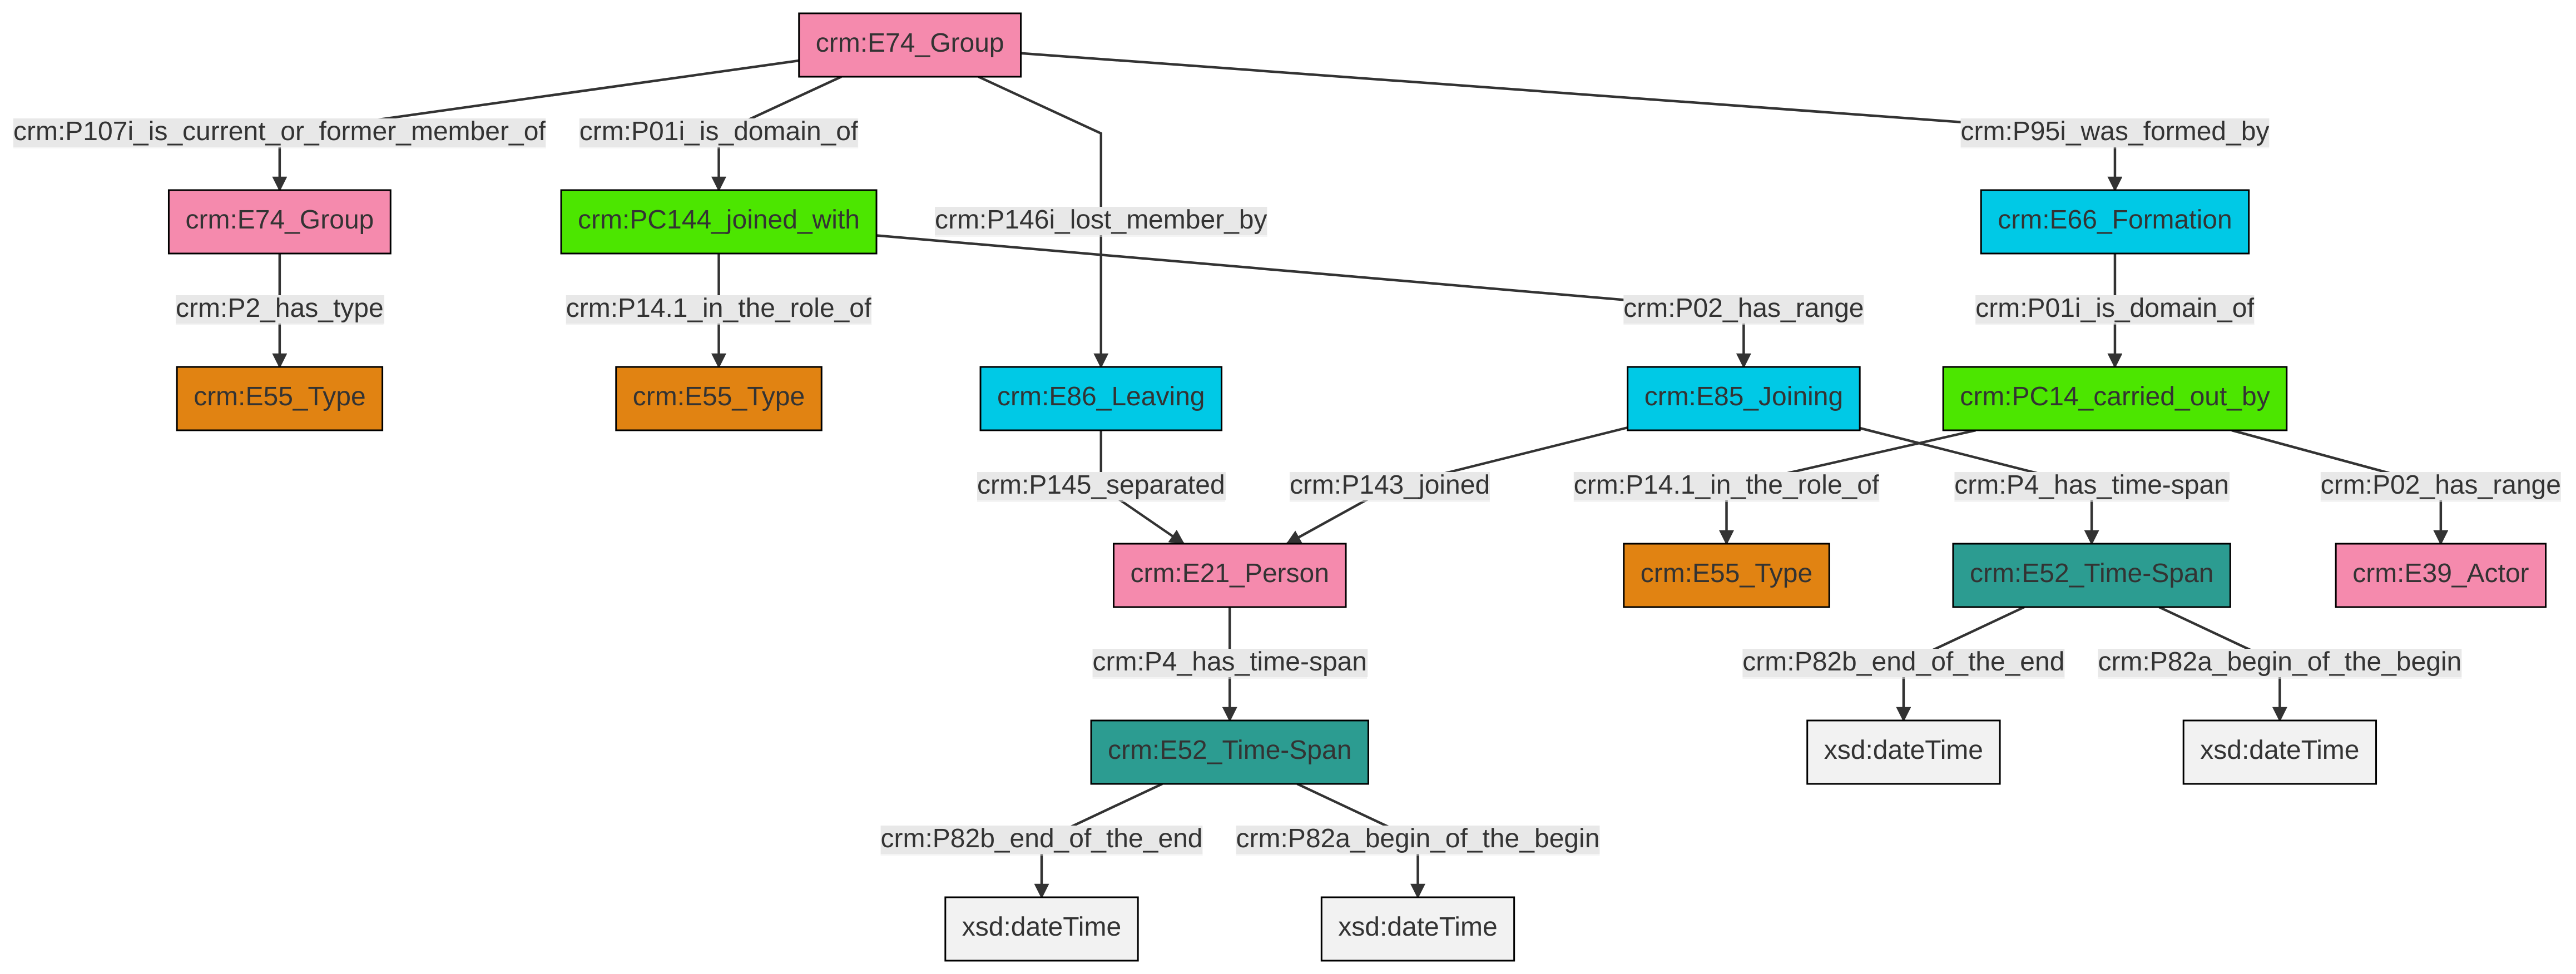 crm:E74_Group
crm:P107i_is_current_or_former_member_of
crm:P01i_is_domain_of
crm:P95i_was_formed_by
crm:E74_Group
crm:PC144_joined_with
crm:P146i_lost_member_by
crm:E66_Formation
crm:P2_has_type
crm:P14.1_in_the_role_of
crm:P02_has_range
crm:P01i_is_domain_of
crm:E55_Type
crm:E55_Type
crm:E86_Leaving
crm:E85_Joining
crm:PC14_carried_out_by
crm:P145_separated
crm:P143_joined
crm:P14.1_in_the_role_of
crm:P4_has_time-span
crm:P02_has_range
crm:E21_Person
crm:E55_Type
crm:E52_Time-Span
crm:E39_Actor
crm:P4_has_time-span
crm:P82b_end_of_the_end
crm:P82a_begin_of_the_begin
crm:E52_Time-Span
xsd:dateTime
xsd:dateTime
crm:P82b_end_of_the_end
crm:P82a_begin_of_the_begin
xsd:dateTime
xsd:dateTime